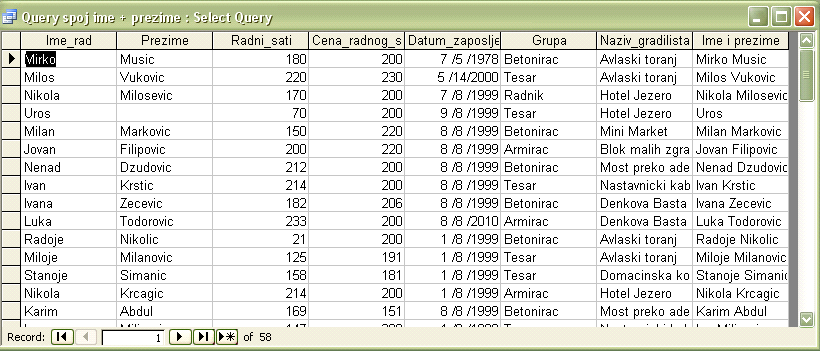 Query spoj ime + prezime : Select Query
Ime_rad Prezime Radni_sati Cena_radnog_s Datum_zaposlje Grupa Naziv_gradilista Ime i prezime
Mirko Music 180 200 7 /5 /1978 Betonirac Avlaski toranj Mirko Music
Milos Vukovic 220 230 5 /14/2000 Tesar Avlaski toranj Milos Vukovic
Nikola Milosevic 170 200 7 /8 /1999 Radnik Hotel Jezero Nikola Milosevic
Uros 70 200 9 /8 /1999 Tesar Hotel Jezero Uros
Milan Markovic 150 220 8 /8 /1999 Betonirac Mini Market Milan Markovic
Jovan Filipovic 200 220 8 /8 /1999 Armirac Blok malih zgra Jovan Filipovic
Nenad Dzudovic 212 200 8 /8 /1999 Betonirac Most preko ade Nenad Dzudovic
Ivan Krstic 214 200 8 /8 /1999 Tesar Nastavnicki kab Ivan Krstic
Ivana Zecevic 182 206 8 /8 /1999 Betonirac Denkova Basta Ivana Zecevic
Luka Todorovic 233 200 8 /8 /2010 Armirac Denkova Basta Luka Todorovic
Radoje Nikolic 21 200 1 /8 /1999 Betonirac Avlaski toranj Radoje Nikolic
Miloje Milanovic 125 191 1 /8 /1999 Tesar Avlaski toranj Miloje Milanovic
Stanoje Simanic 158 181 1 /8 /1999 Tesar Domacinska ko Stanoje Simanic
Nikola Krcagic 214 200 1 /8 /1999 Armirac Hotel Jezero Nikola Krcagic
Karim Abdul 169 151 8 /8 /1999 Betonirac Most preko ade Karim Abdul
Record: 1 of 58